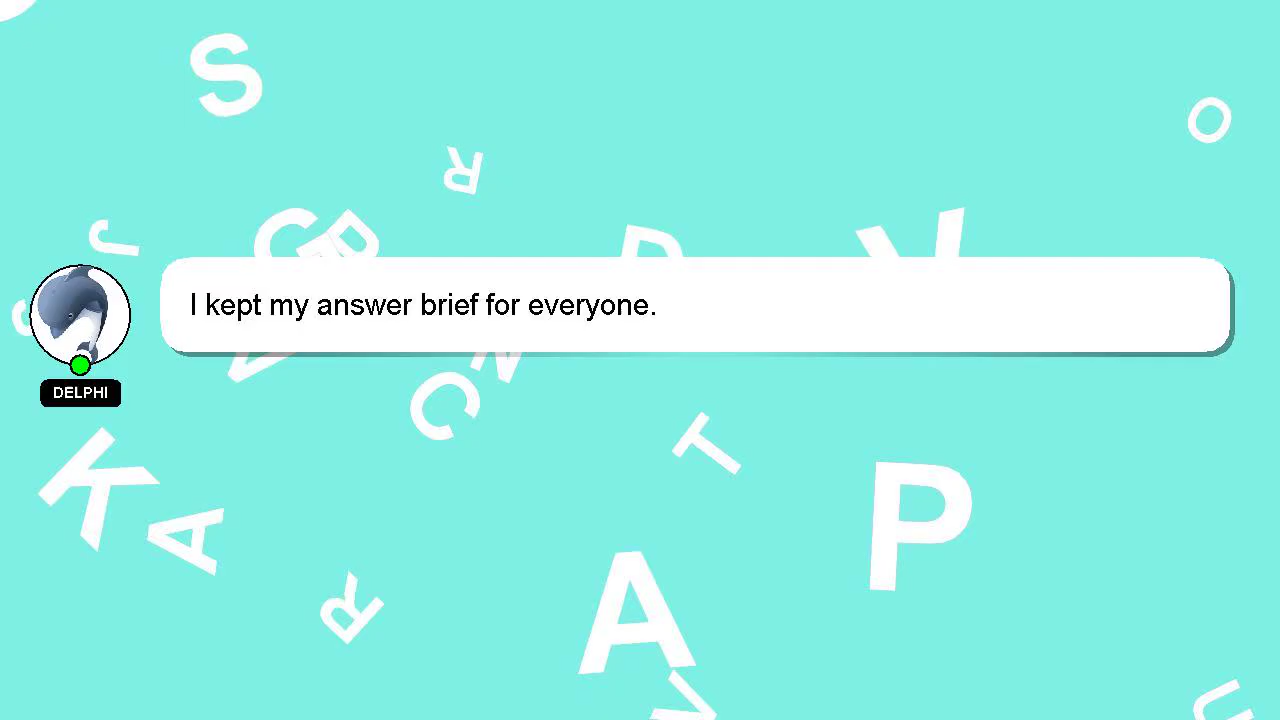 I kept my answer brief for everyone.
DELPHI
S
R
O
J
C
B
D
V
N
C
T
K
A
P
R
A
V
U